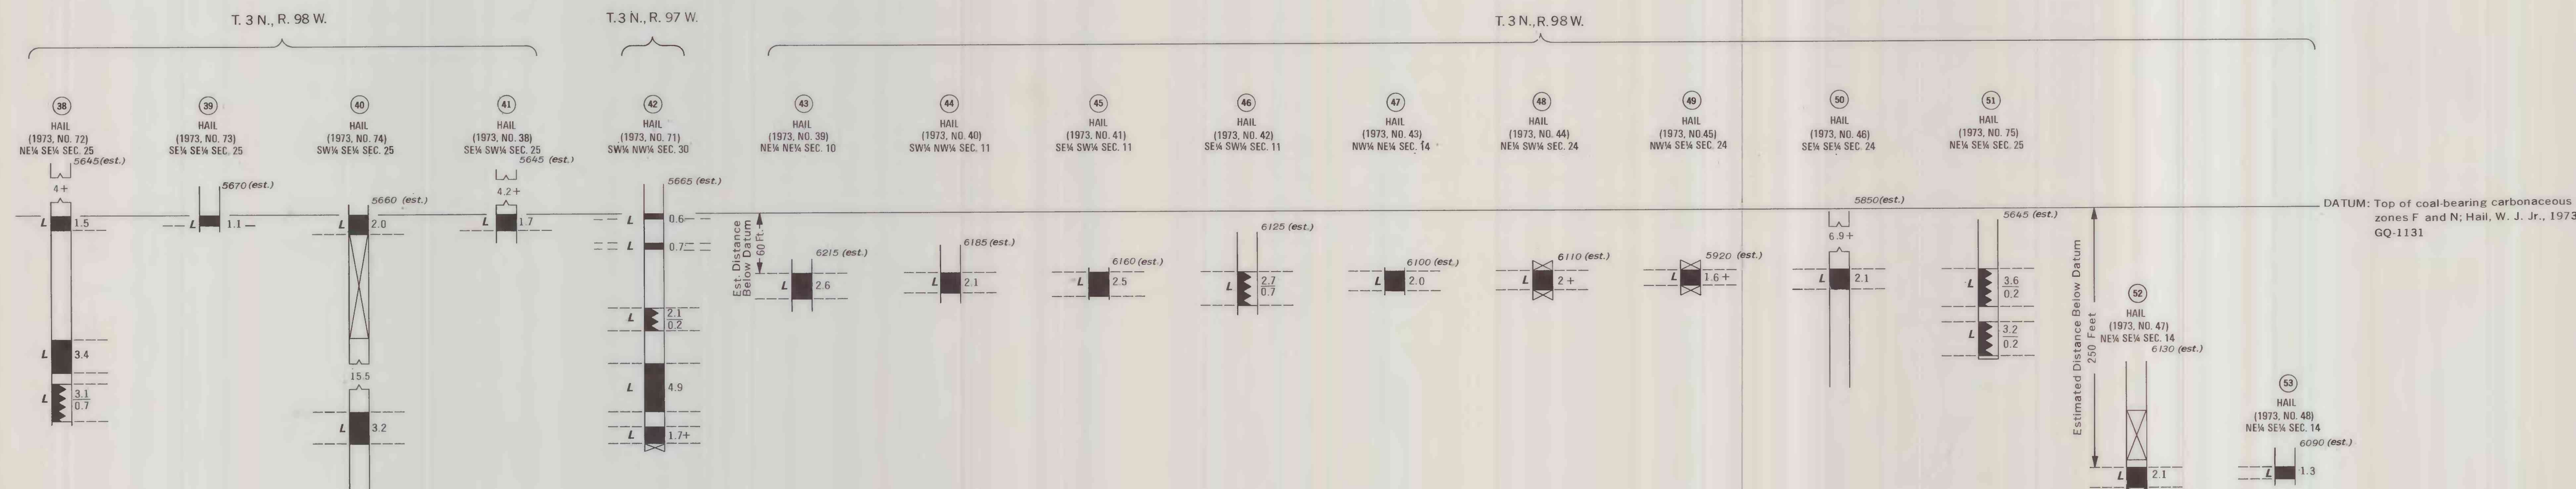 T. 3 N., R. 98 W.
T. 3 N., R. 97 W.
T. 3 N., R. 98 W.
38
HAIL
(1973, NO. 72)
NE¼ SE¼ SEC. 25
5645(est.)
4+
L 1.5
L 3.4
L 3.1
0.7
39
HAIL
(1973, NO. 73)
SE¼ SE¼ SEC. 25
5670 (est.)
L 1.1
40
HAIL
(1973, NO. 74)
SW¼ SE¼ SEC. 25
5660 (est.)
L 2.0
15.5
L 3.2
41
HAIL
(1973, NO. 38)
SE¼ SW¼ SEC. 25
5645 (est.)
4.2+
L 1.7
42
HAIL
(1973, NO. 71)
SW¼ NW¼ SEC. 30
5665 (est.)
L 0.6
L 0.7
L 2.1
0.2
L 4.9
L 1.7+
Est. Distance
Below Datum
60 Ft.
43
HAIL
(1973, NO. 39)
NE¼ NE¼ SEC. 10
6215 (est.)
L 2.6
44
HAIL
(1973, NO. 40)
SW¼ NW¼ SEC. 11
6185 (est.)
L 2.1
45
HAIL
(1973, NO. 41)
SE¼ SW¼ SEC. 11
6160 (est.)
L 2.5
46
HAIL
(1973, NO. 42)
SE¼ SW¼ SEC. 11
6125 (est.)
L 2.7
0.7
47
HAIL
(1973, NO. 43)
NW¼ NE¼ SEC. 14
6100 (est.)
L 2.0
48
HAIL
(1973, NO. 44)
NE¼ SW¼ SEC. 24
6110 (est.)
L 2 +
49
HAIL
(1973, NO.45)
NW¼ SE¼ SEC. 24
5920 (est.)
L 1.6 +
50
HAIL
(1973, NO. 46)
SE¼ SE¼ SEC. 24
5850(est.)
6.9+
L 2.1
51
HAIL
(1973, NO. 75)
NE¼ SE¼ SEC. 25
5645 (est.)
L 3.6
0.2
L 3.2
0.2
Estimated Distance Below Datum
250 Feet
52
HAIL
(1973, NO. 47)
NE¼ SE¼ SEC. 14
6130 (est.)
L 2.1
53
HAIL
(1973, NO. 48)
NE¼ SE¼ SEC. 14
6090 (est.)
L 1.3
DATUM: Top of coal-bearing carbonaceous
zones F and N; Hail, W. J. Jr., 1973
GQ-1131